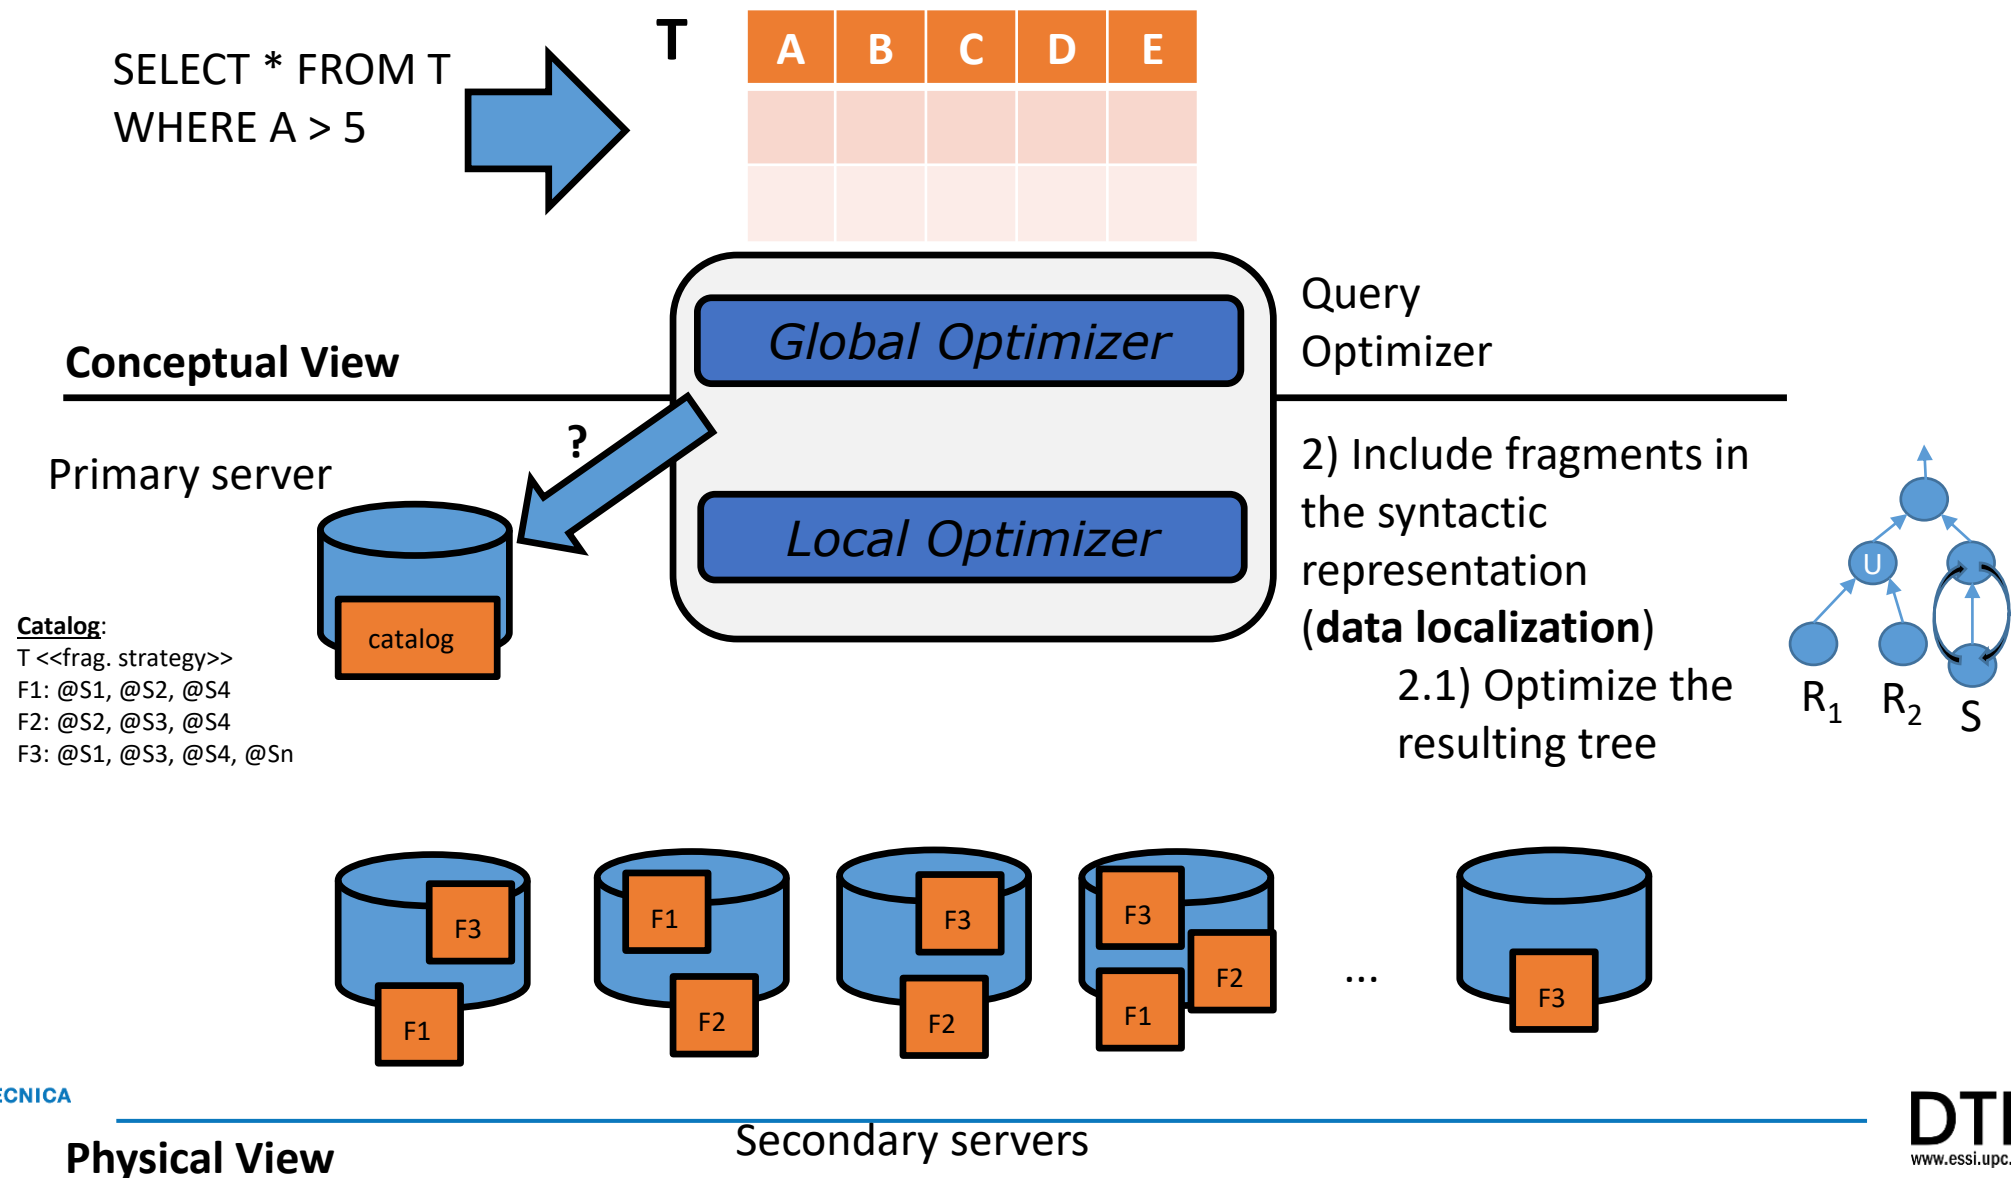 SELECT * FROM T
WHERE A > 5
T
A B C D E
Global Optimizer
Query
Optimizer
Conceptual View
?
Primary server
Local Optimizer
2) Include fragments in
the syntactic
representation
(data localization)
2.1) Optimize the
resulting tree
U
R1 R2 S
catalog
Catalog:
T <<frag. strategy>>
F1: @S1, @S2, @S4
F2: @S2, @S3, @S4
F3: @S1, @S3, @S4, @Sn
F3
F1
F1
F2
F3
F2
F3
F2
F1
...
F3
ECNICA
Secondary servers
Physical View
DTI
www.essi.upc.